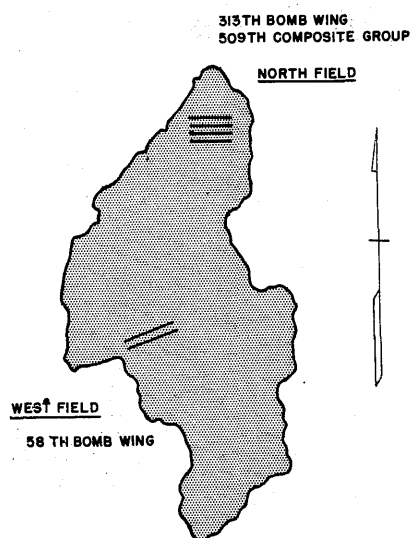 313TH BOMB WING
509TH COMPOSITE GROUP
NORTH FIELD
WEST FIELD
58 TH BOMB WING